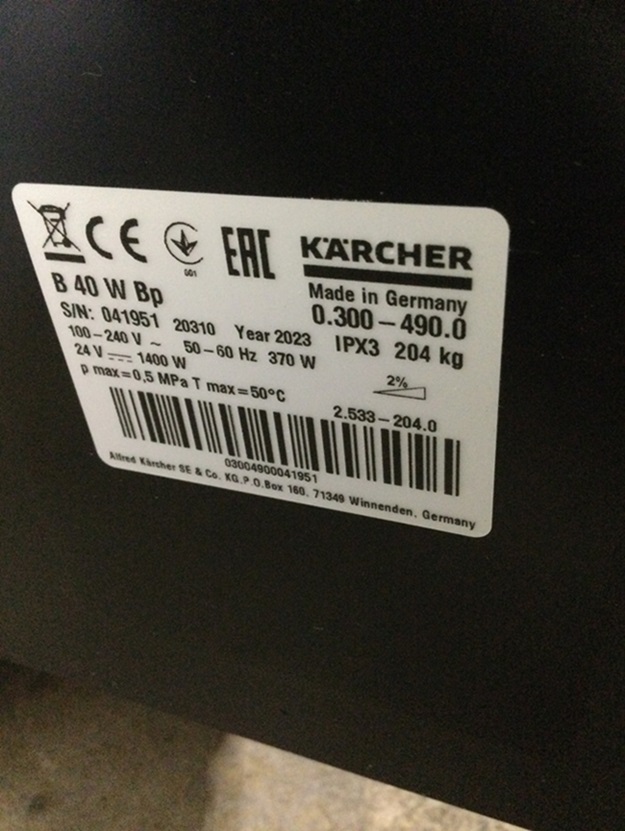 CE
001
EAC
KÄRCHER
B 40 W Bp
Made in Germany
S/N: 041951 20310 Year 2023
0.300-490.0
100-240 V ~ 50-60 Hz 370 W
IPX3 204 kg
24 V ⎓ 1400 W
p max=0,5 MPa T max=50°C
2%
2.533-204.0
03004900041951
Alfred Kärcher SE & Co. KG,P.O.Box 160, 71349 Winnenden, Germany